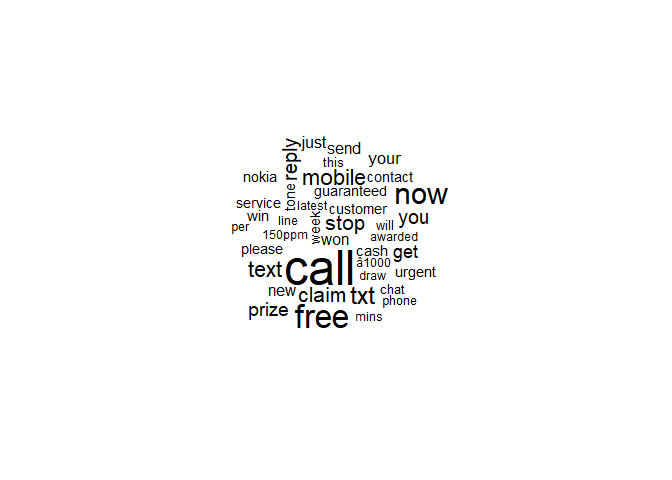 just
send
reply
this
your
nokia
mobile
contact
tone
guaranteed
now
service
latest
customer
win
line
week
stop
you
per
150ppm
won
will
awarded
please
cash
get
call
â1000
text
draw
urgent
new
claim
txt
chat
phone
prize
free
mins